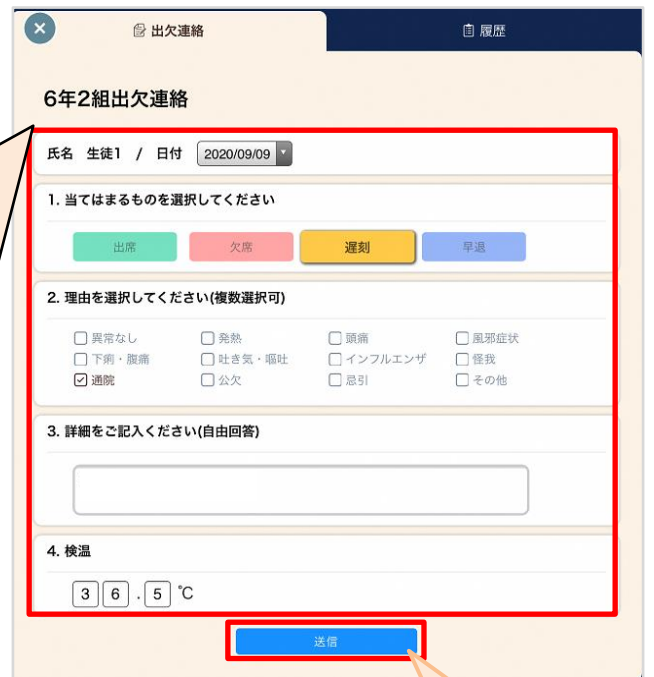 出欠連絡
履歴
6年2組出欠連絡
氏名 生徒1 / 日付 2020/09/09
1. 当てはまるものを選択してください
出席 欠席 遅刻 早退
2. 理由を選択してください(複数選択可)
異常なし 発熱 頭痛 風邪症状
下痢・腹痛 吐き気・嘔吐 インフルエンザ 怪我
通院 公欠 忌引 その他
3. 詳細をご記入ください(自由回答)
4. 検温
36.5 ℃
送信